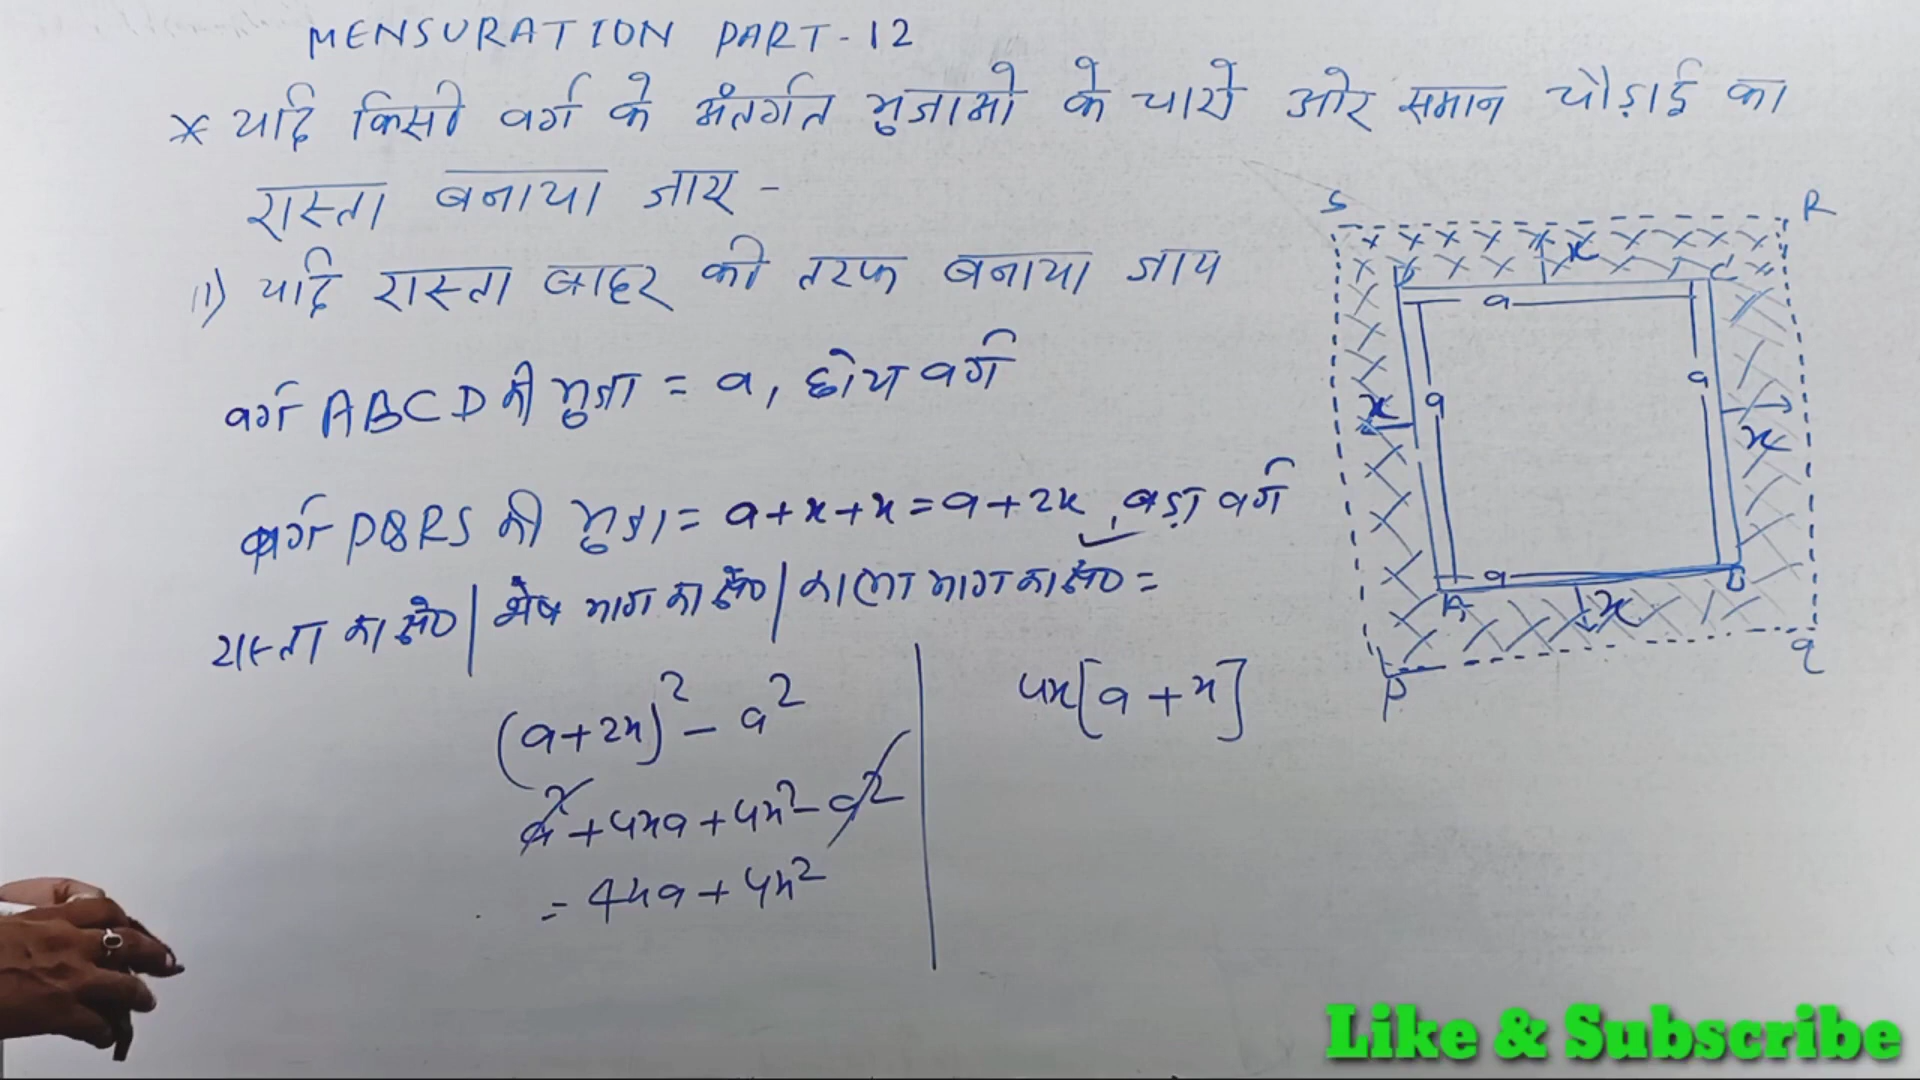 MENSURATION PART-12
* यदि किसी वर्ग के अंतर्गत भुजाओ के चारो ओर समान चौड़ाई का
रास्ता बनाया जाए -
(1) यदि रास्ता बाहर की तरफ बनाया जाय
वर्ग ABCD की भुजा = a, छोटा वर्ग
वर्ग PQRS की भुजा = a+x+x = a+2x, बड़ा वर्ग
रास्ता का क्षे० | शेष भाग का क्षे० | काला भाग का क्षे० =
(a+2x)² - a²
a² + 4xa + 4x² - a²
= 4xa + 4x²
4x[a+x]
S R
x
D C
a
a a
x x
a
A B
x
P Q
Like & Subscribe